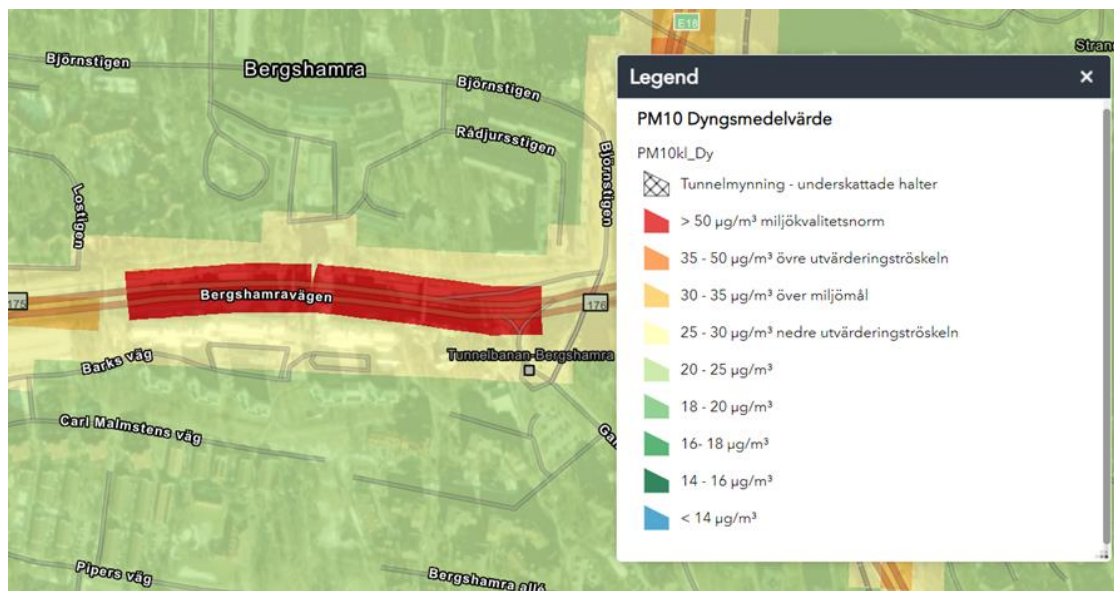 E18
Stran
Björnstigen
Bergshamra
Björnstigen
Rådjursstigen
Björnstigen
Lostigen
175
Bergshamravägen
176
Barks väg
Tunnelbanan-Bergshamra
Carl Malmstens väg
Gan
Pipers väg
Bergshamra allé
Legend
PM10 Dyngsmedelvärde
PM10kl_Dy
Tunnelmynning - underskattade halter
> 50 µg/m³ miljökvalitetsnorm
35 - 50 µg/m³ övre utvärderingströskeln
30 - 35 µg/m³ över miljömål
25 - 30 µg/m³ nedre utvärderingströskeln
20 - 25 µg/m³
18 - 20 µg/m³
16- 18 µg/m³
14 - 16 µg/m³
< 14 µg/m³